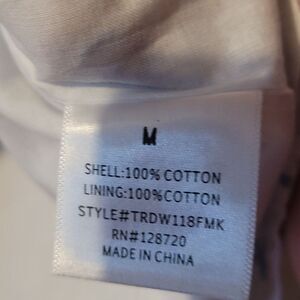 M
SHELL:100% COTTON
LINING:100%COTTON
STYLE#TRDW118FMK
RN#128720
MADE IN CHINA